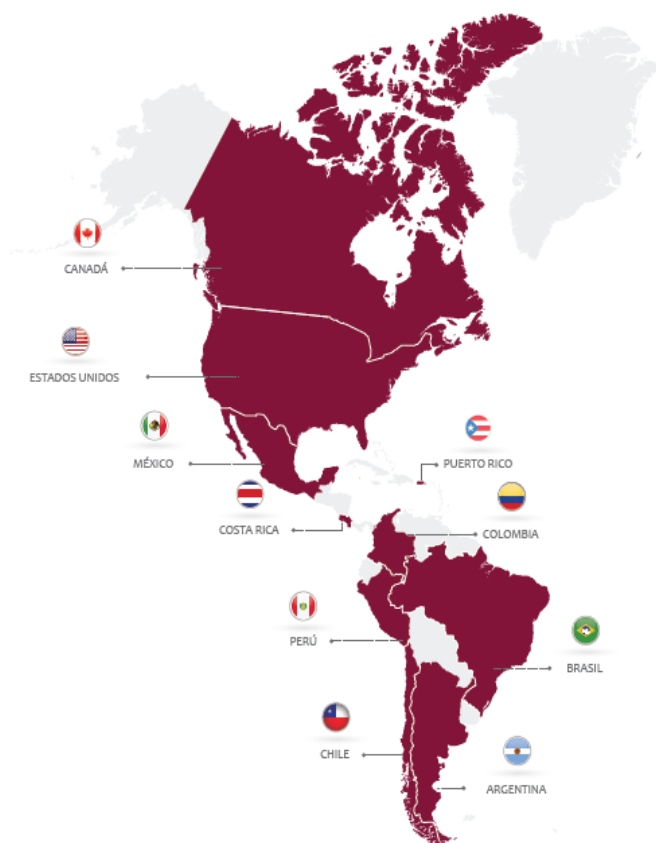 CANADÁ
ESTADOS UNIDOS
MÉXICO
PUERTO RICO
COSTA RICA
COLOMBIA
PERÚ
BRASIL
CHILE
ARGENTINA